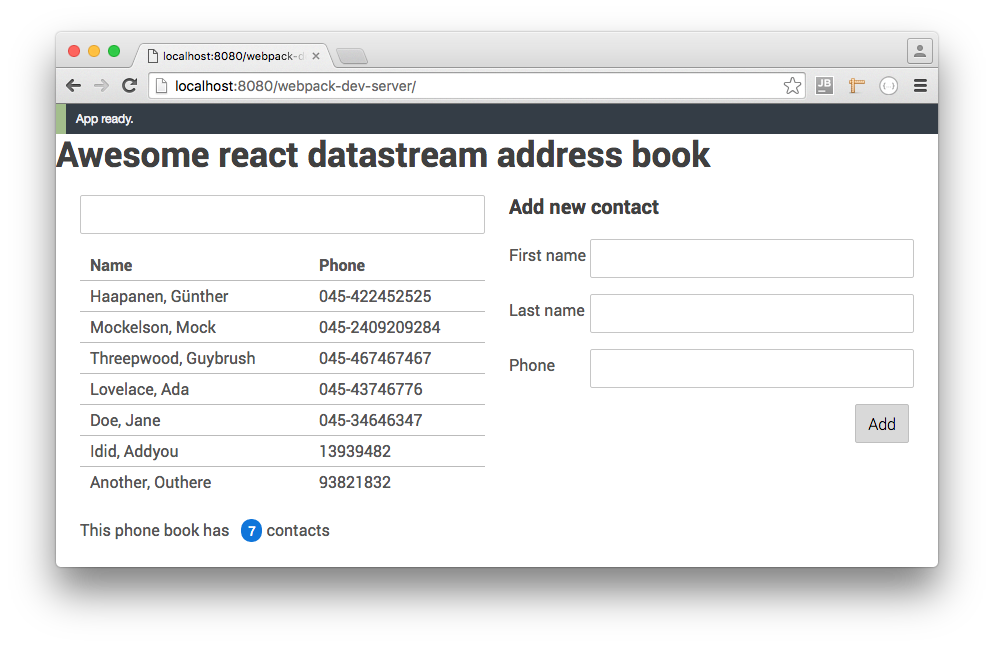 localhost:8080/webpack-d
localhost:8080/webpack-dev-server/
JB
App ready.
Awesome react datastream address book
Name Phone
Haapanen, Günther 045-422452525
Mockelson, Mock 045-2409209284
Threepwood, Guybrush 045-467467467
Lovelace, Ada 045-43746776
Doe, Jane 045-34646347
Idid, Addyou 13939482
Another, Outhere 93821832
This phone book has 7 contacts
Add new contact
First name
Last name
Phone
Add